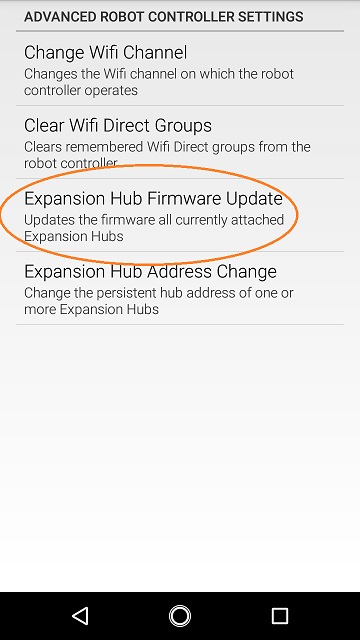 ADVANCED ROBOT CONTROLLER SETTINGS
Change Wifi Channel
Changes the Wifi channel on which the robot
controller operates
Clear Wifi Direct Groups
Clears remembered Wifi Direct groups from the
robot controller
Expansion Hub Firmware Update
Updates the firmware all currently attached
Expansion Hubs
Expansion Hub Address Change
Change the persistent hub address of one or
more Expansion Hubs